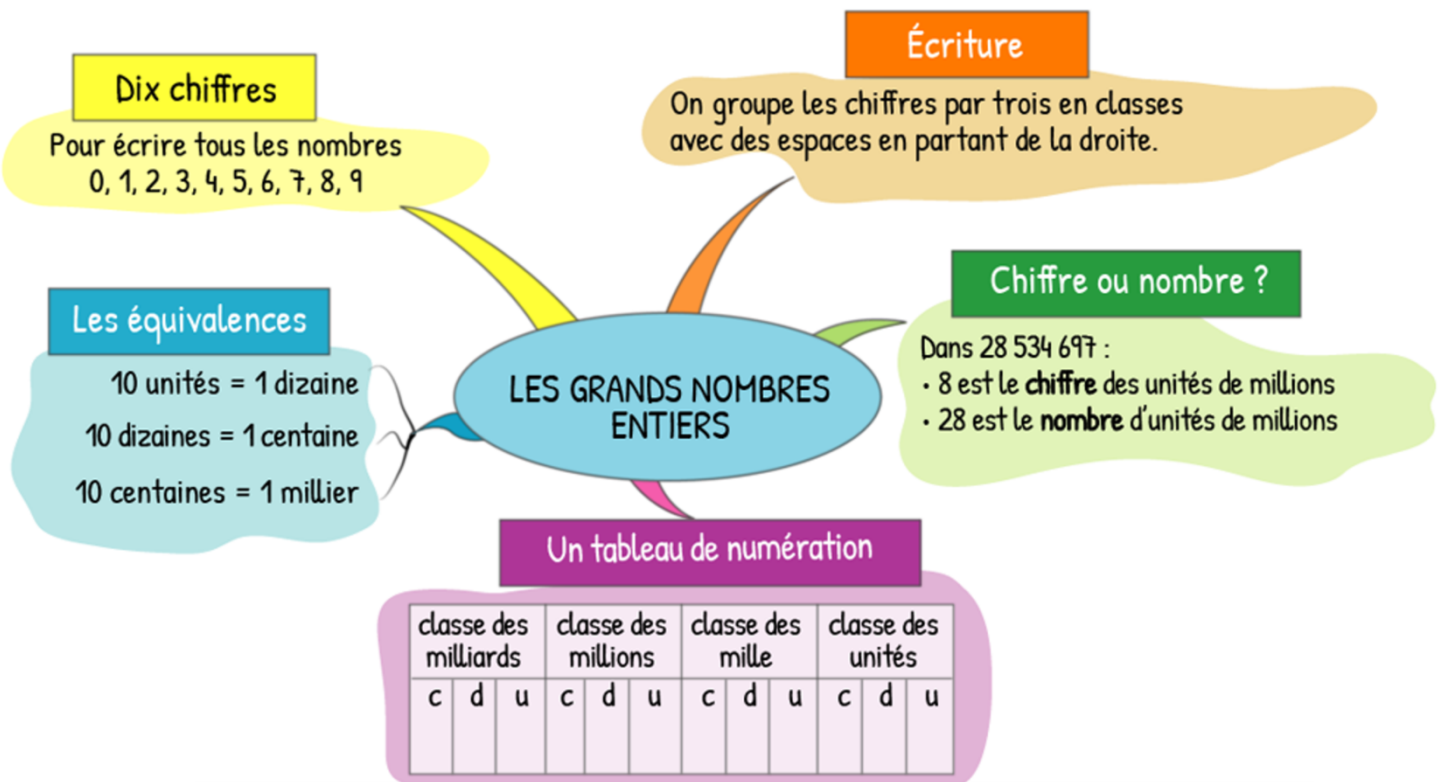 Dix chiffres
Pour écrire tous les nombres
0, 1, 2, 3, 4, 5, 6, 7, 8, 9
Écriture
On groupe les chiffres par trois en classes
avec des espaces en partant de la droite.
Les équivalences
10 unités = 1 dizaine
10 dizaines = 1 centaine
10 centaines = 1 millier
LES GRANDS NOMBRES
ENTIERS
Chiffre ou nombre ?
Dans 28 534 697 :
• 8 est le chiffre des unités de millions
• 28 est le nombre d'unités de millions
Un tableau de numération
classe des milliards classe des millions classe des mille classe des unités
c d u c d u c d u c d u